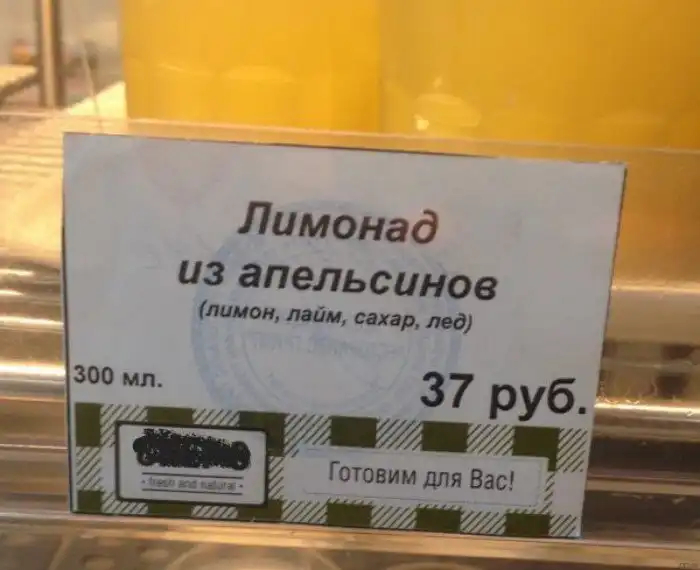 Лимонад
из апельсинов
(лимон, лайм, сахар, лед)
300 мл.
37 руб.
fresh and natural
Готовим для Вас!